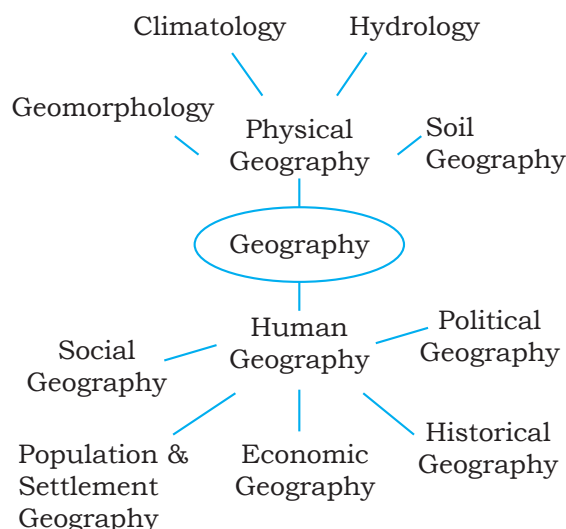 Climatology
Hydrology
Geomorphology
Physical
Geography
Soil
Geography
Geography
Human
Geography
Political
Geography
Social
Geography
Population &
Settlement
Geography
Economic
Geography
Historical
Geography